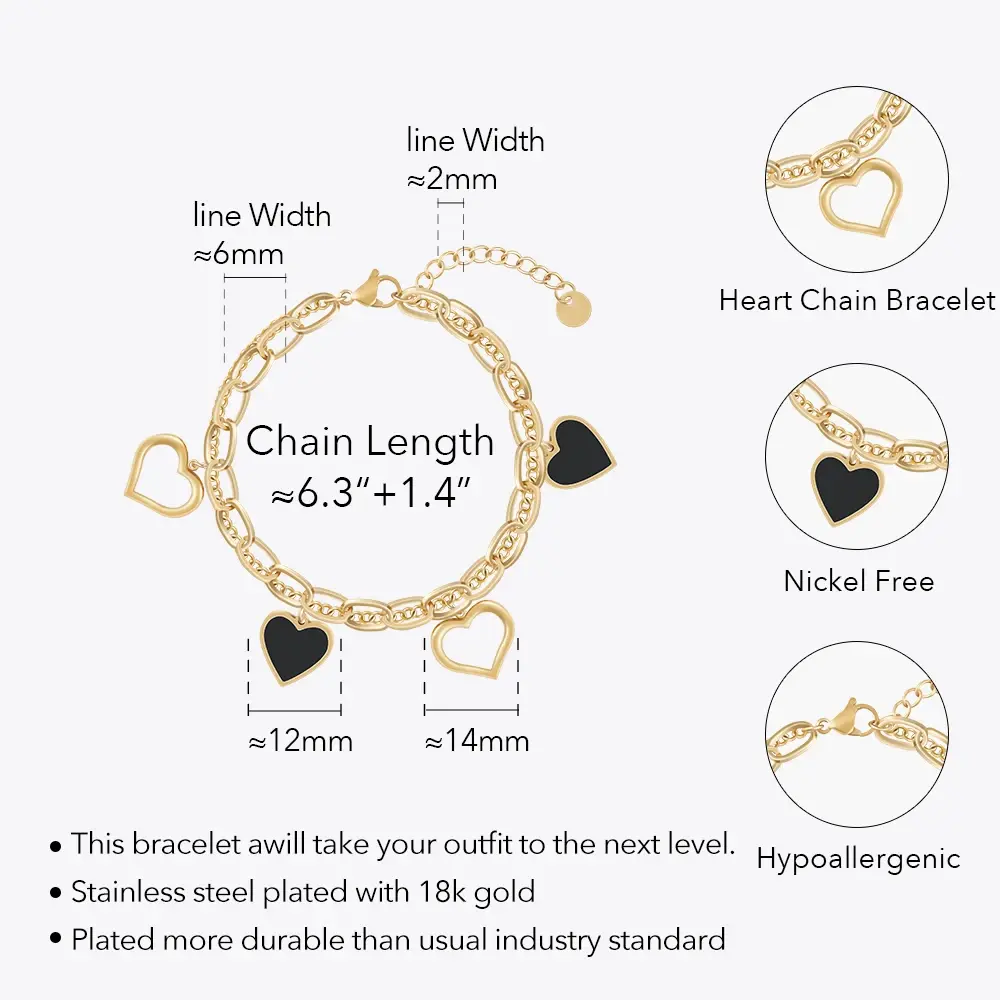 line Width
≈2mm
line Width
≈6mm
Chain Length
≈6.3“+1.4”
≈12mm
≈14mm
Heart Chain Bracelet
Nickel Free
Hypoallergenic
• This bracelet awill take your outfit to the next level.
• Stainless steel plated with 18k gold
• Plated more durable than usual industry standard